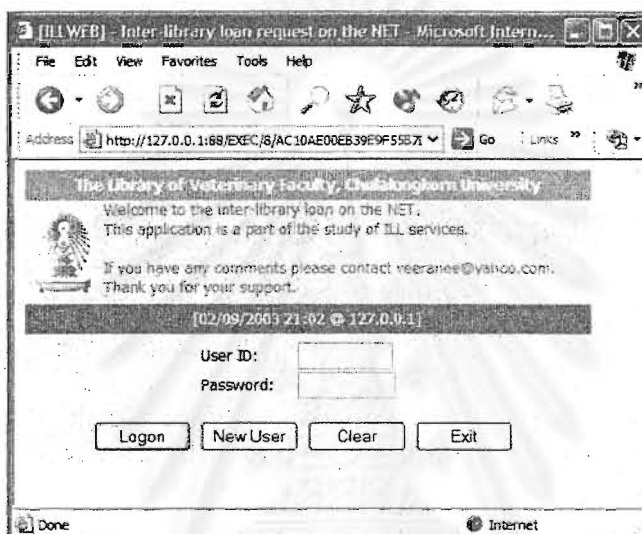 [ILLWEB] - Inter-library loan request on the NET - Microsoft Intern...
File Edit View Favorites Tools Help
Address http://127.0.0.1:88/EXEC/8/AC10AE00EB39E9F55B Go Links »
The Library of Veterinary Faculty, Chulalongkorn University
Welcome to the inter-library loan on the NET.
This application is a part of the study of ILL services.
If you have any comments please contact veeranee@yahoo.com.
Thank you for your support.
[02/09/2003 21:02 @ 127.0.0.1]
User ID:
Password:
Logon New User Clear Exit
Done Internet